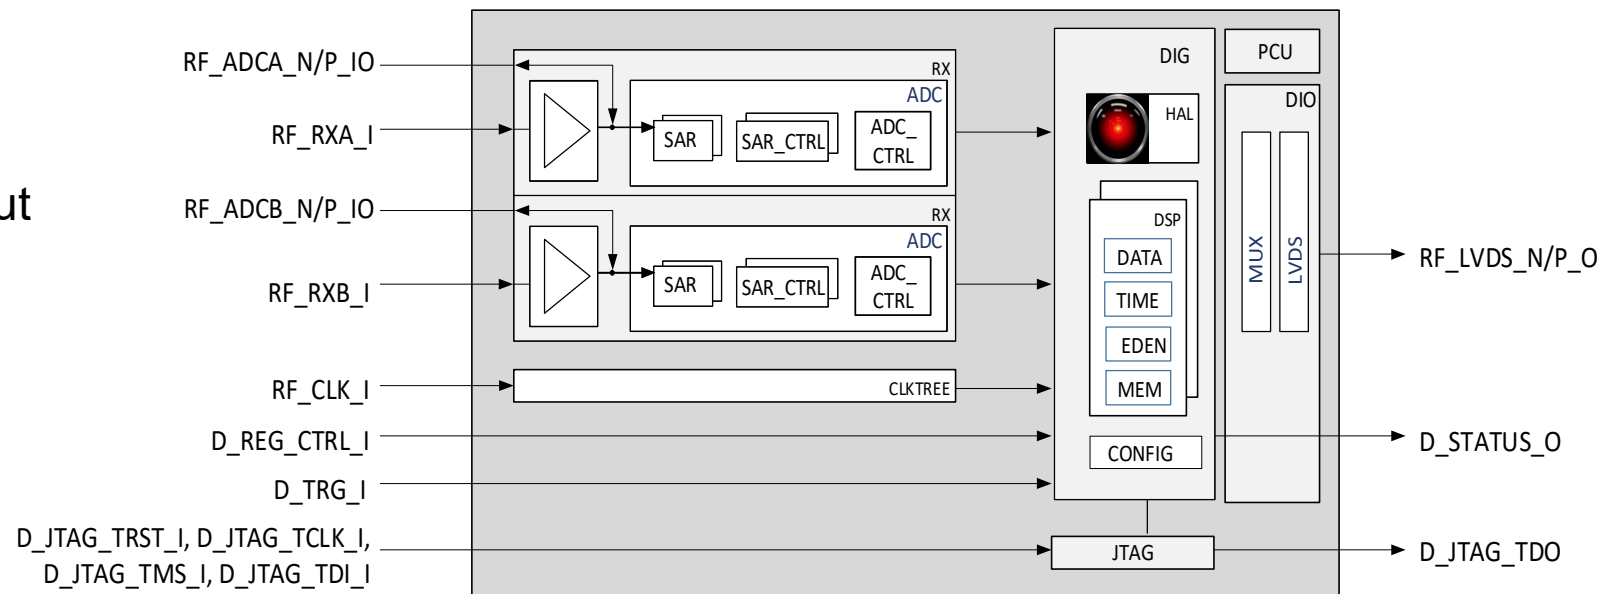 RF_ADCA_N/P_IO
RF_RXA_I
ut
RF_ADCB_N/P_IO
RF_RXB_I
RF_CLK_I
D_REG_CTRL_I
D_TRG_I
D_JTAG_TRST_I, D_JTAG_TCLK_I,
D_JTAG_TMS_I, D_JTAG_TDI_I
RX
ADC
SAR
SAR_CTRL
ADC_
CTRL
RX
ADC
SAR
SAR_CTRL
ADC_
CTRL
CLKTREE
DIG
HAL
DSP
DATA
TIME
EDEN
MEM
CONFIG
JTAG
PCU
DIO
MUX
LVDS
RF_LVDS_N/P_O
D_STATUS_O
D_JTAG_TDO